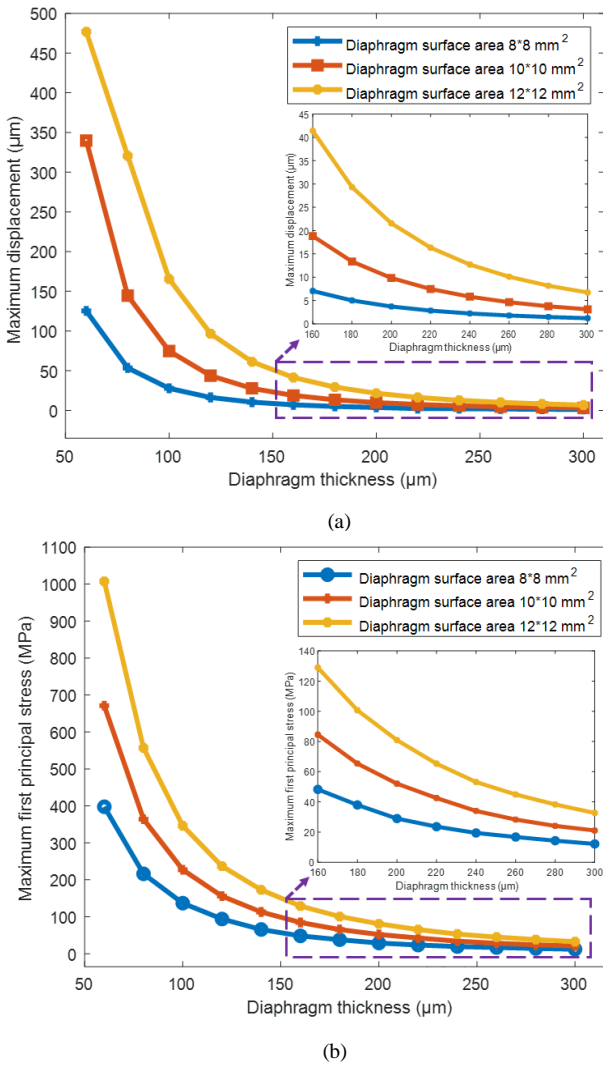 500
450
400
350
300
250
200
150
100
50
0
Maximum displacement (µm)
Diaphragm surface area 8*8 mm2
Diaphragm surface area 10*10 mm2
Diaphragm surface area 12*12 mm2
45
40
35
30
25
20
15
10
5
0
Maximum displacement (µm)
160 180 200 220 240 260 280 300
Diaphragm thickness (µm)
50 100 150 200 250 300
Diaphragm thickness (µm)
(a)
1100
1000
900
800
700
600
500
400
300
200
100
0
Maximum first principal stress (MPa)
Diaphragm surface area 8*8 mm2
Diaphragm surface area 10*10 mm2
Diaphragm surface area 12*12 mm2
140
120
100
80
60
40
20
0
Maximum first principal stress (MPa)
160 180 200 220 240 260 280 300
Diaphragm thickness (µm)
50 100 150 200 250 300
Diaphragm thickness (µm)
(b)